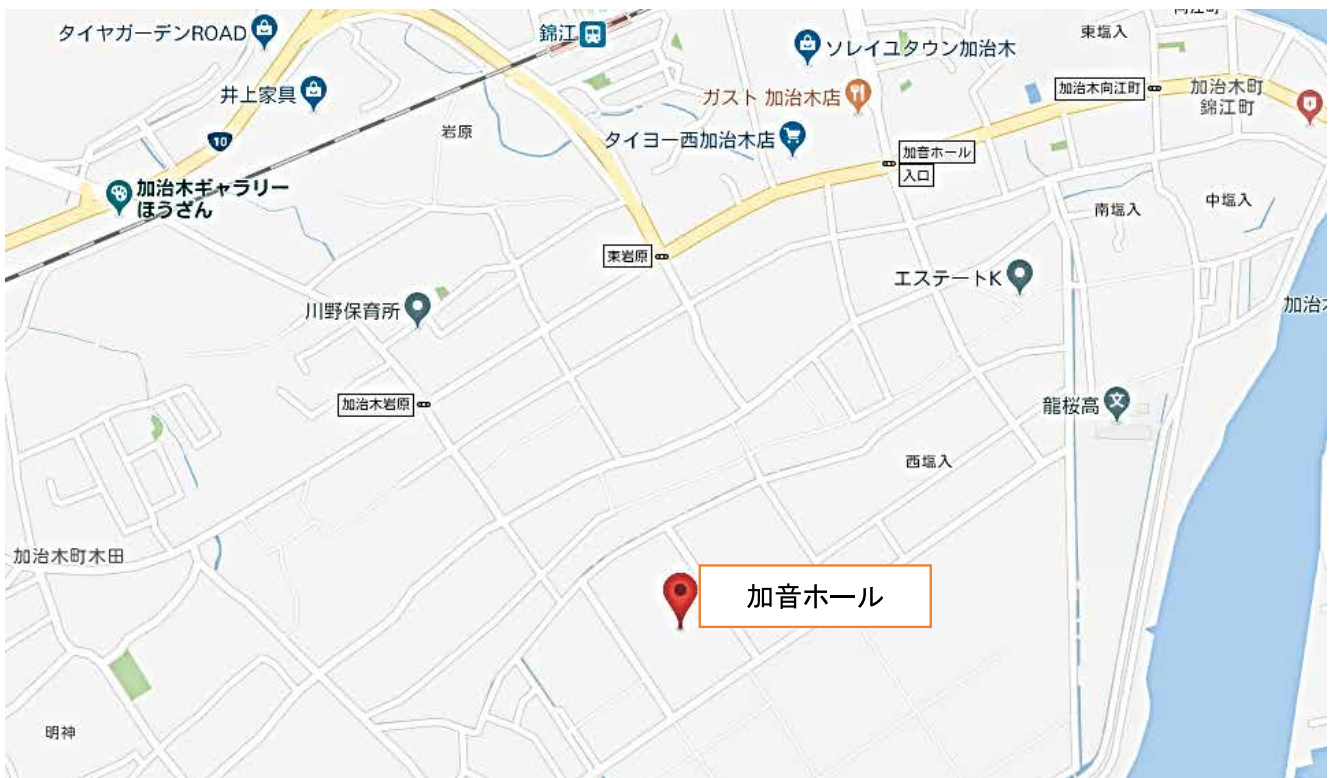 タイヤガーデンROAD
錦江
ソレイユタウン加治木
東塩入
井上家具
ガスト 加治木店
加治木向江町
加治木町
錦江町
10
岩原
タイヨー西加治木店
加音ホール
入口
加治木ギャラリー
ほうざん
南塩入
中塩入
東岩原
エステートK
川野保育所
加治木
加治木岩原
龍桜高
文
西塩入
加治木町木田
加音ホール
明神